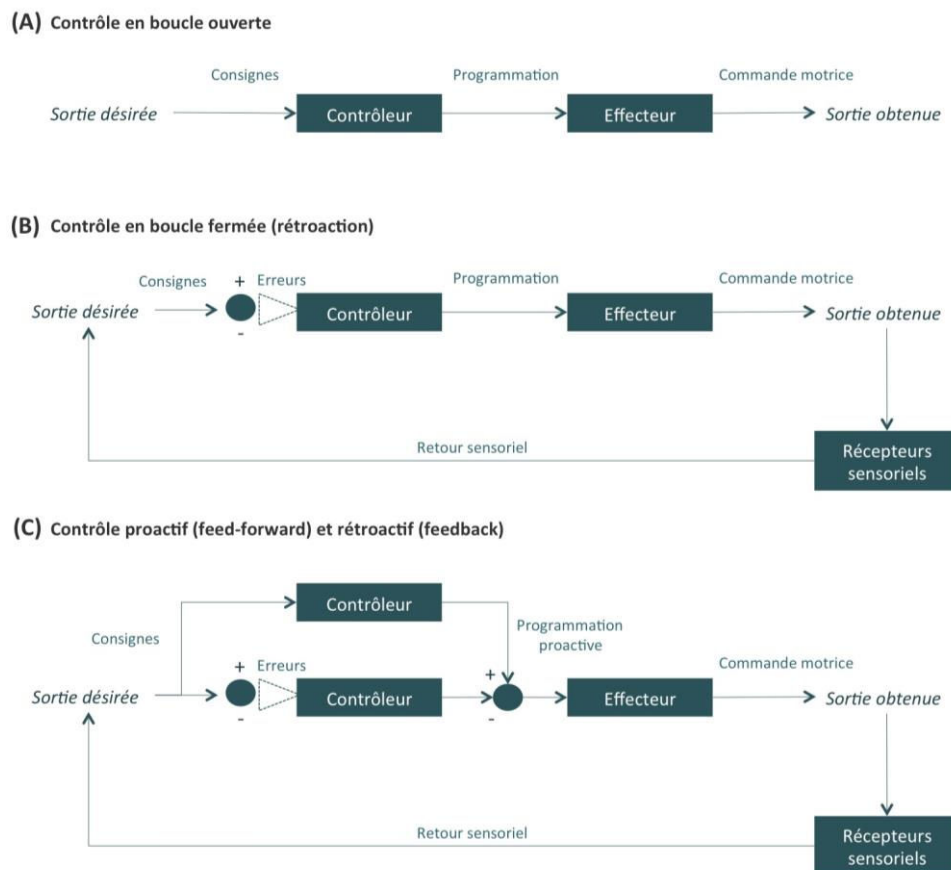 (A) Contrôle en boucle ouverte
Consignes Programmation Commande motrice
Sortie désirée Contrôleur Effecteur Sortie obtenue
(B) Contrôle en boucle fermée (rétroaction)
Consignes + Erreurs Programmation Commande motrice
Sortie désirée Contrôleur Effecteur Sortie obtenue
-
Retour sensoriel
Récepteurs
sensoriels
(C) Contrôle proactif (feed-forward) et rétroactif (feedback)
Contrôleur
Consignes
Programmation
proactive
+ Erreurs + Commande motrice
Sortie désirée Contrôleur Effecteur Sortie obtenue
- -
Retour sensoriel
Récepteurs
sensoriels